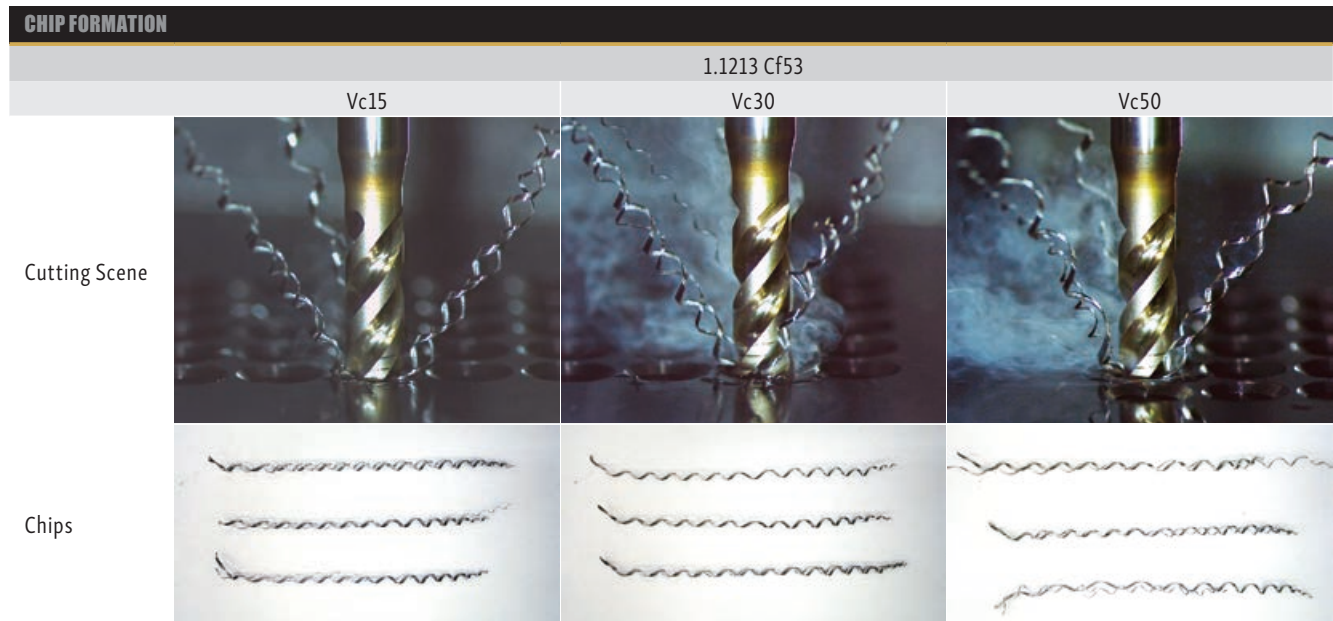 CHIP FORMATION
1.1213 Cf53
Vc15 Vc30 Vc50
Cutting Scene
Chips